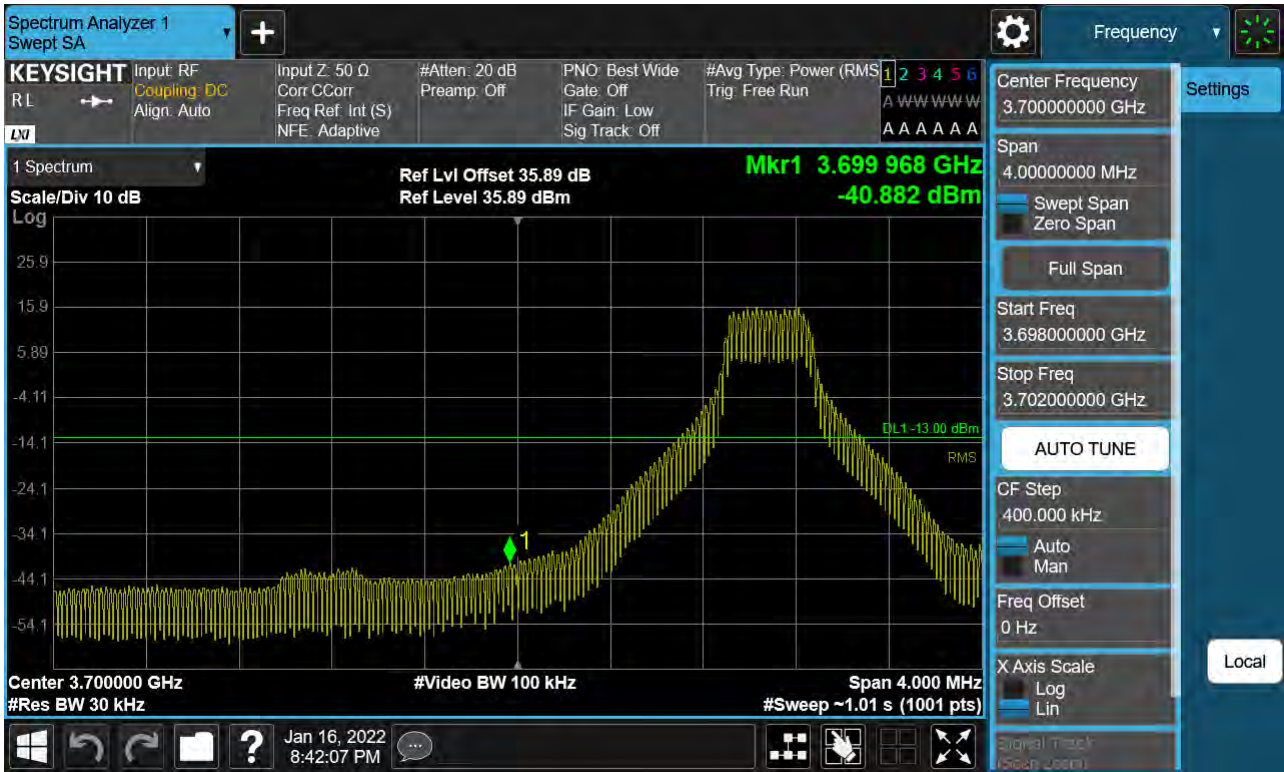 Spectrum Analyzer 1
Swept SA
+
Frequency
KEYSIGHT
RL
LXI
Input: RF
Coupling: DC
Align: Auto
Input Z: 50 Ω
Corr CCorr
Freq Ref: Int (S)
NFE: Adaptive
#Atten: 20 dB
Preamp: Off
PNO: Best Wide
Gate: Off
IF Gain: Low
Sig Track: Off
#Avg Type: Power (RMS
Trig: Free Run
1 2 3 4 5 6
A W W W W W
A A A A A A
1 Spectrum
Scale/Div 10 dB
Log
Ref Lvl Offset 35.89 dB
Ref Level 35.89 dBm
Mkr1 3.699 968 GHz
-40.882 dBm
25.9
15.9
5.89
-4.11
-14.1
-24.1
-34.1
-44.1
-54.1
1
DL1 -13.00 dBm
RMS
Center 3.700000 GHz
#Res BW 30 kHz
#Video BW 100 kHz
Span 4.000 MHz
#Sweep ~1.01 s (1001 pts)
Center Frequency
3.700000000 GHz
Settings
Span
4.00000000 MHz
Swept Span
Zero Span
Full Span
Start Freq
3.698000000 GHz
Stop Freq
3.702000000 GHz
AUTO TUNE
CF Step
400.000 kHz
Auto
Man
Freq Offset
0 Hz
X Axis Scale
Log
Lin
Local
Signal Track
(Span Zoom)
?
Jan 16, 2022
8:42:07 PM